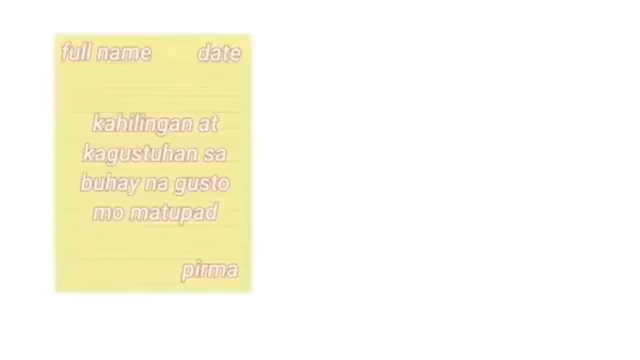 full name date
kahilingan at
kagustuhan sa
buhay na gusto
mo matupad
pirma